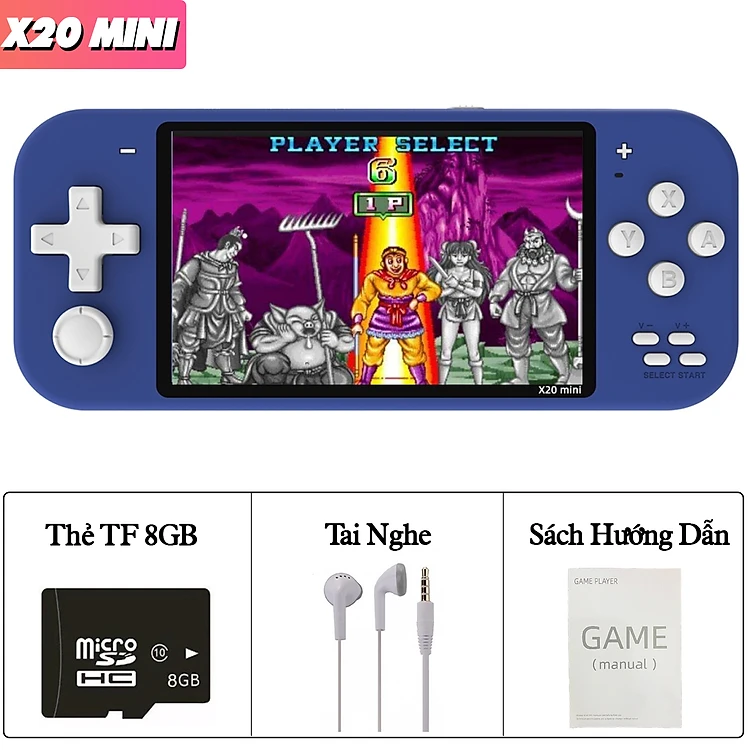 X20 MINI
PLAYER SELECT
6
1 P
X
Y
A
B
V- V+
SELECT START
X20 mini
Thẻ TF 8GB
Tai Nghe
Sách Hướng Dẫn
micro
SD
HC
10
8GB
GAME PLAYER
GAME
( manual )